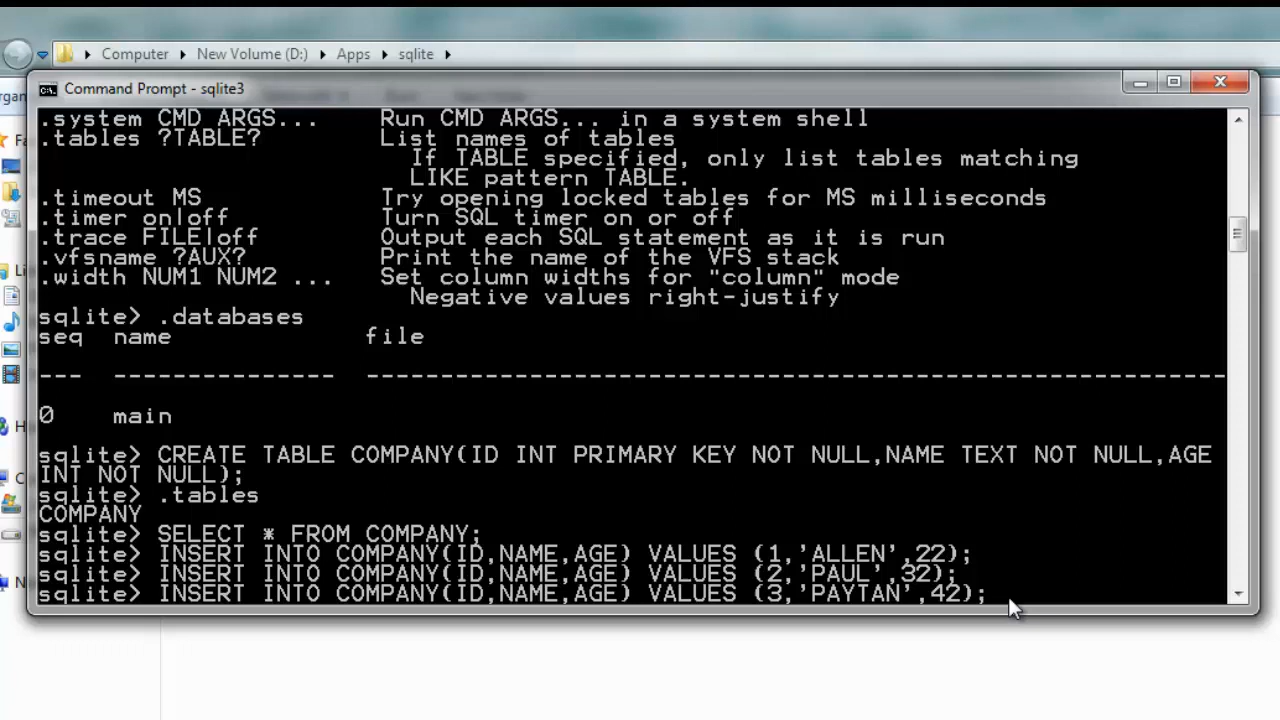 Computer New Volume (D:) Apps sqlite
Command Prompt - sqlite3
.system CMD ARGS... Run CMD ARGS... in a system shell
.tables ?TABLE? List names of tables
If TABLE specified, only list tables matching
LIKE pattern TABLE.
.timeout MS Try opening locked tables for MS milliseconds
.timer on|off Turn SQL timer on or off
.trace FILE|off Output each SQL statement as it is run
.vfsname ?AUX? Print the name of the VFS stack
.width NUM1 NUM2 ... Set column widths for "column" mode
Negative values right-justify
sqlite> .databases
seq name file
--- --------------- ----------------------------------------------------------
0 main
sqlite> CREATE TABLE COMPANY(ID INT PRIMARY KEY NOT NULL,NAME TEXT NOT NULL,AGE
INT NOT NULL);
sqlite> .tables
COMPANY
sqlite> SELECT * FROM COMPANY;
sqlite> INSERT INTO COMPANY(ID,NAME,AGE) VALUES (1,'ALLEN',22);
sqlite> INSERT INTO COMPANY(ID,NAME,AGE) VALUES (2,'PAUL',32);
sqlite> INSERT INTO COMPANY(ID,NAME,AGE) VALUES (3,'PAYTAN',42);